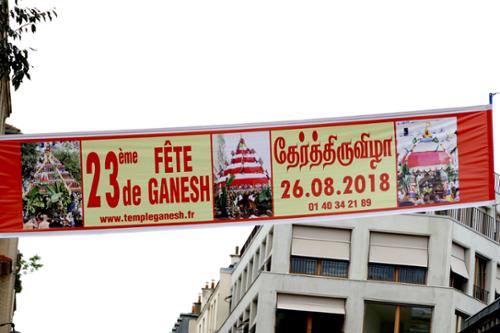 23ème FÊTE
de GANESH
www.templeganesh.fr
தேர்த்திருவிழா
26.08.2018
01 40 34 21 89